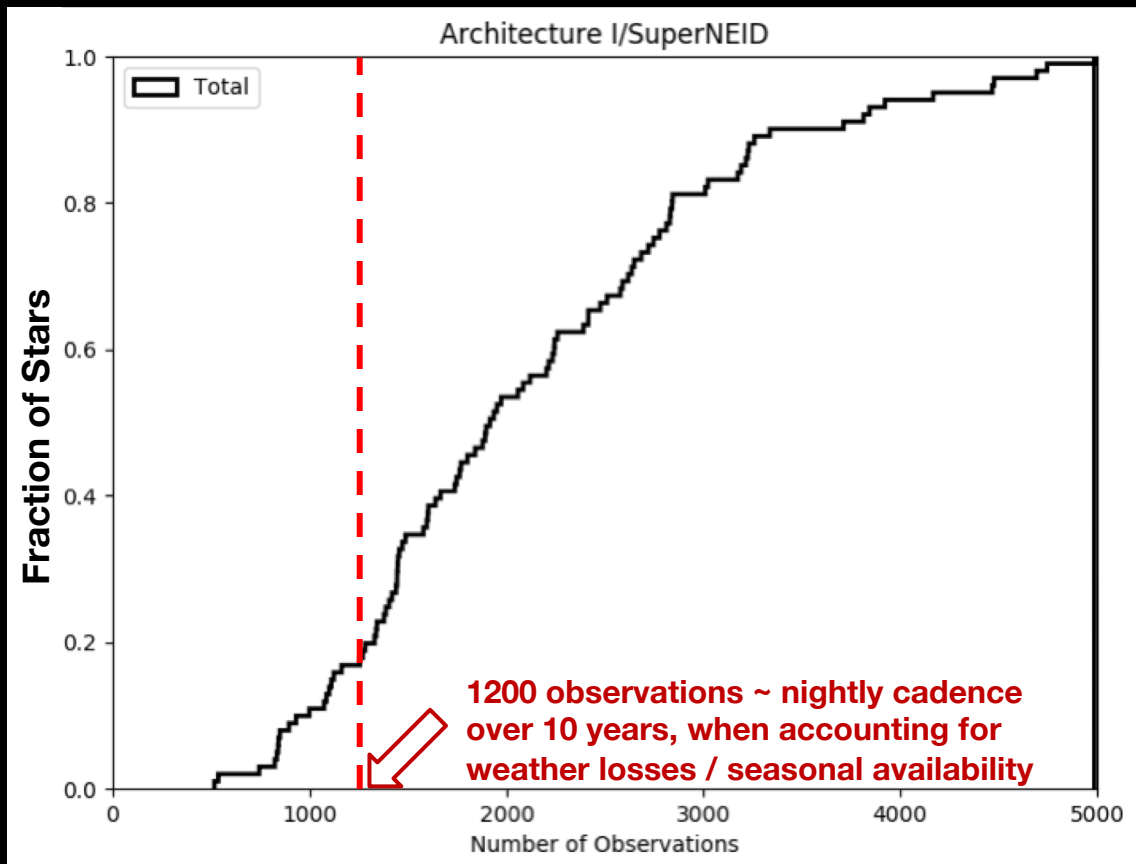 Architecture I/SuperNEID
Total
1.0
0.8
0.6
0.4
0.2
0.0
Fraction of Stars
1200 observations ~ nightly cadence
over 10 years, when accounting for
weather losses / seasonal availability
0 1000 2000 3000 4000 5000
Number of Observations